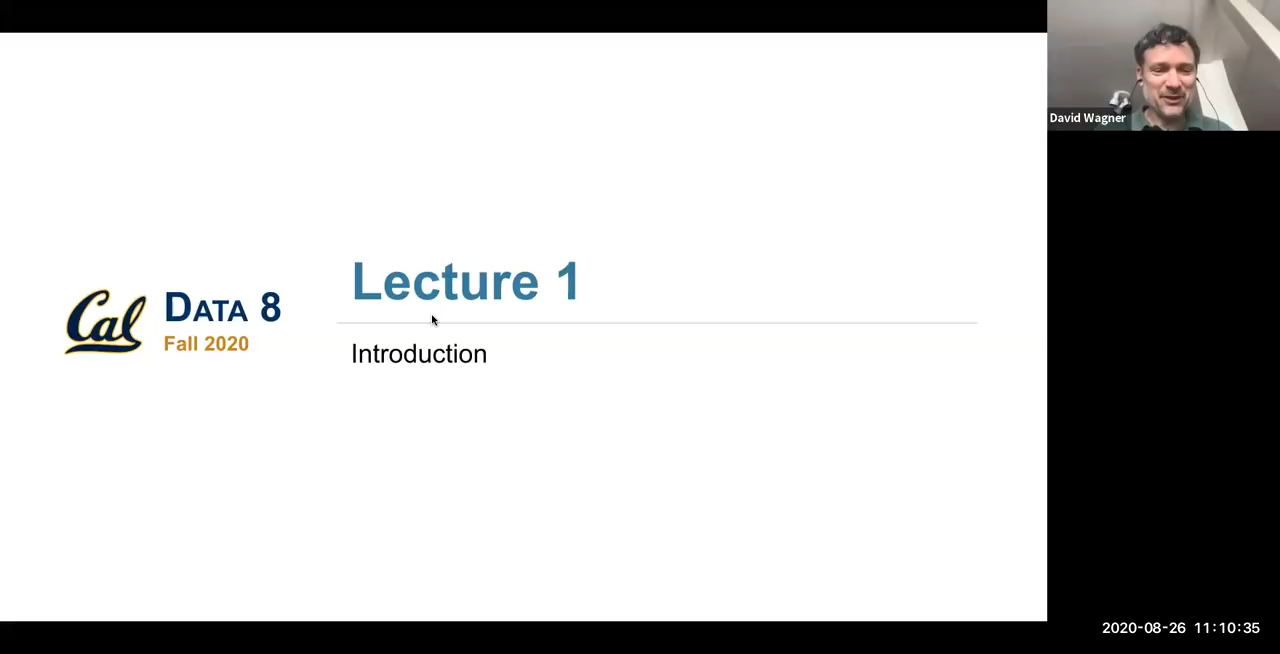 Cal
DATA 8
Fall 2020
Lecture 1
Introduction
David Wagner
2020-08-26 11:10:35